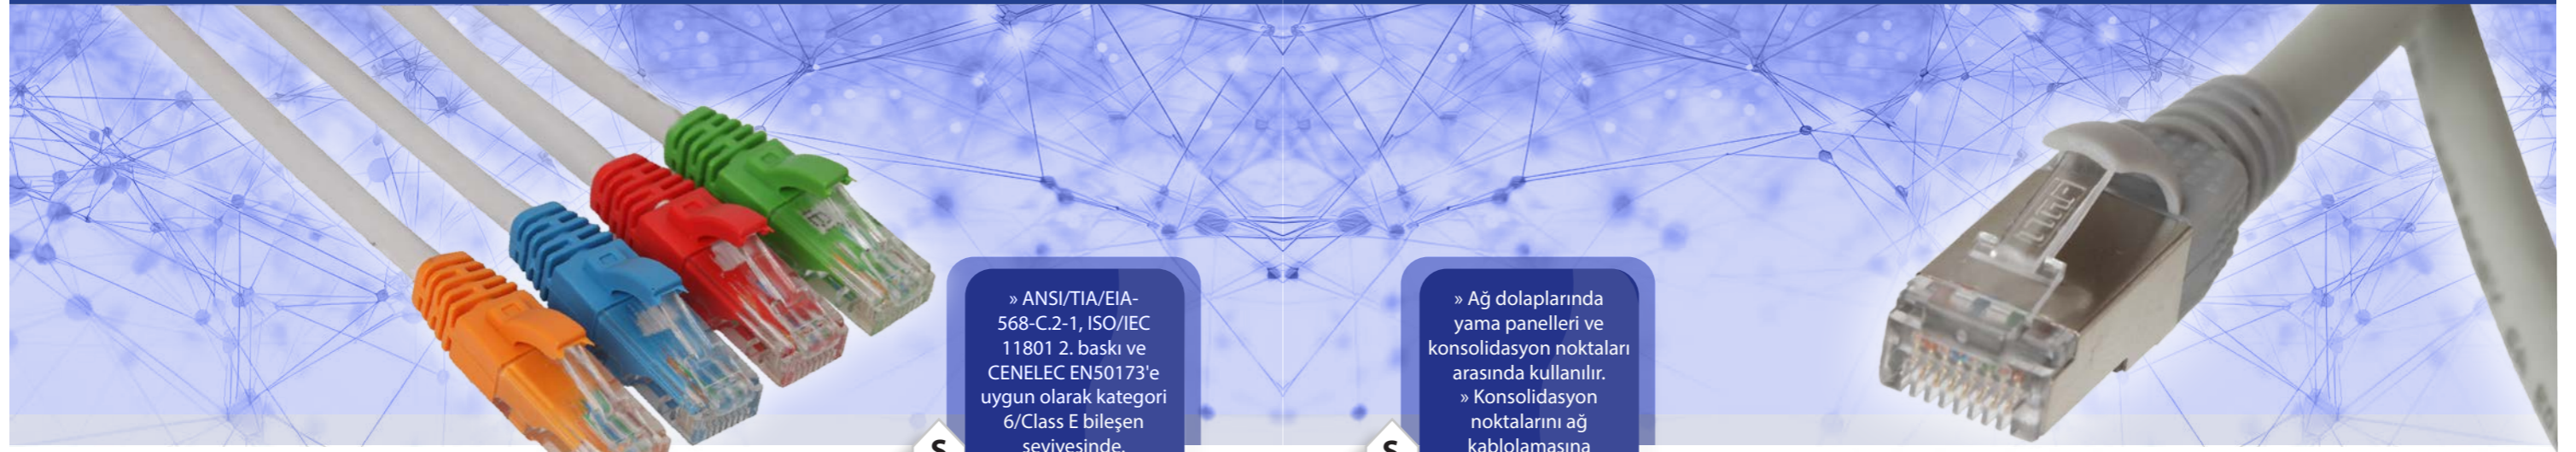 » ANSI/TIA/EIA-
568-C.2-1, ISO/IEC
11801 2. baskı ve
CENELEC EN50173'e
uygun olarak kategori
6/Class E bileşen
seviyesinde.
S
» Ağ dolaplarında
yama panelleri ve
konsolidasyon noktaları
arasında kullanılır.
» Konsolidasyon
noktalarını ağ
kablolamasına
S